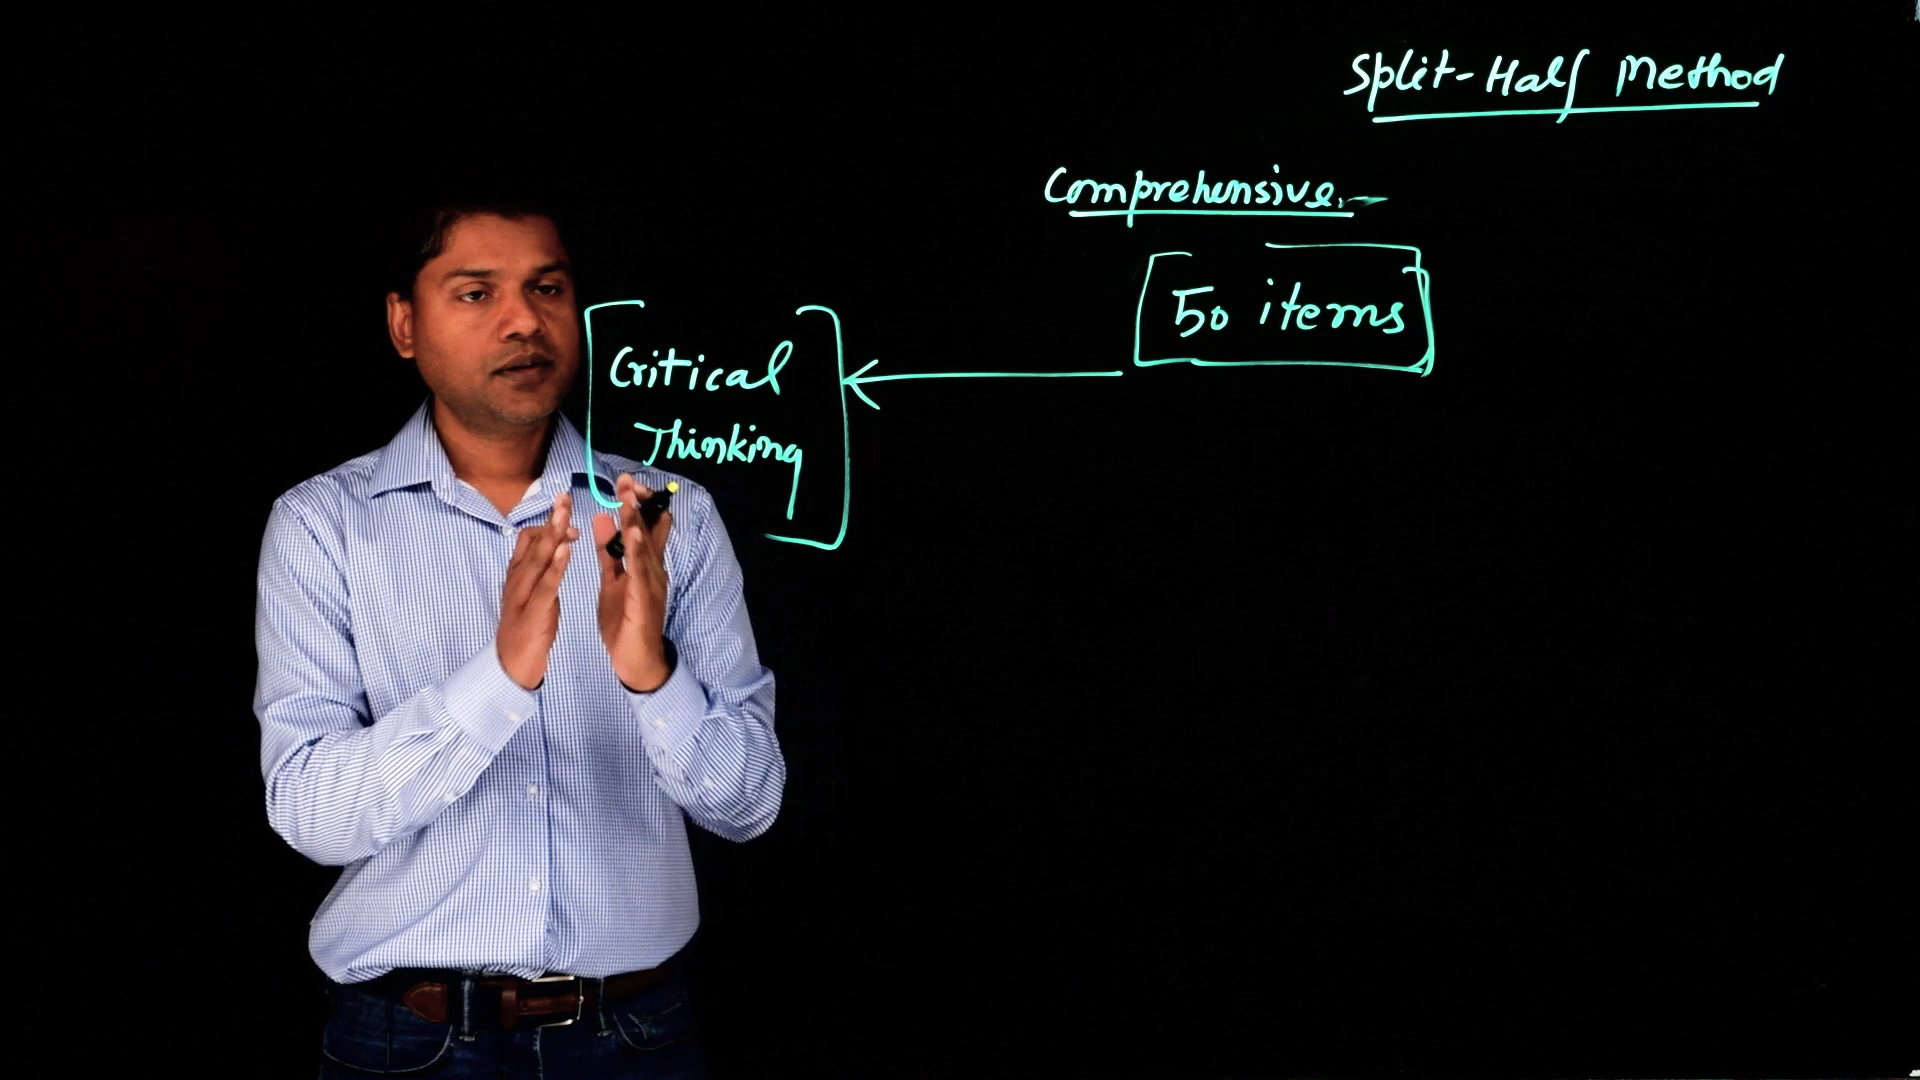 Split-Half Method
Comprehensive
50 items
Critical
Thinking